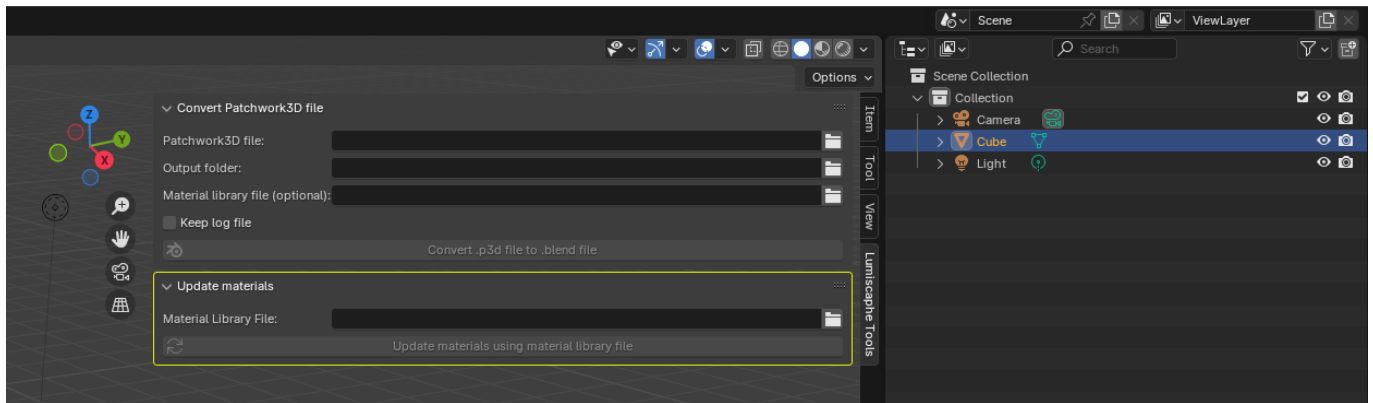 Scene
ViewLayer
Search
Options
Scene Collection
Collection
Camera
Cube
Light
Z
Y
X
Convert Patchwork3D file
Patchwork3D file:
Output folder:
Material library file (optional):
Keep log file
Convert .p3d file to .blend file
Update materials
Material Library File:
Update materials using material library file
Item
Tool
View
Lumiscaphe Tools